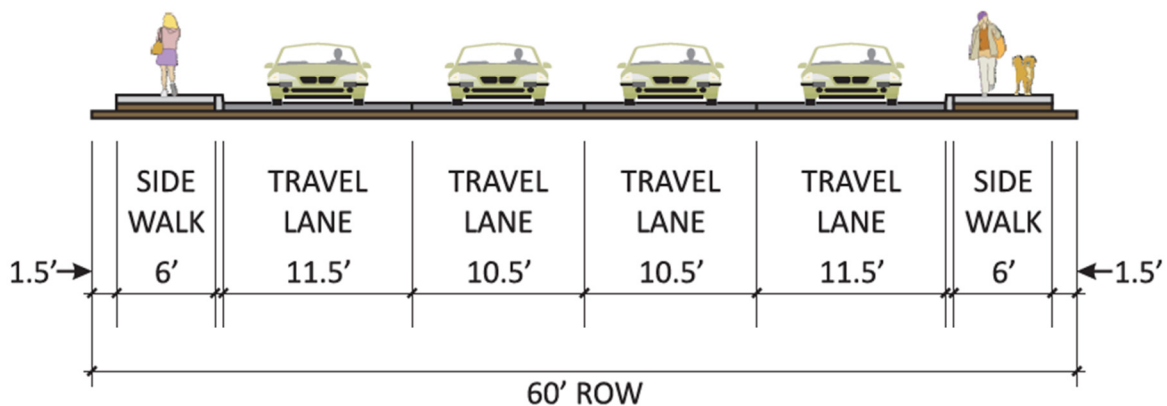 SIDE TRAVEL TRAVEL TRAVEL TRAVEL SIDE
WALK LANE LANE LANE LANE WALK
1.5’ 6’ 11.5’ 10.5’ 10.5’ 11.5’ 6’ 1.5’
60’ ROW